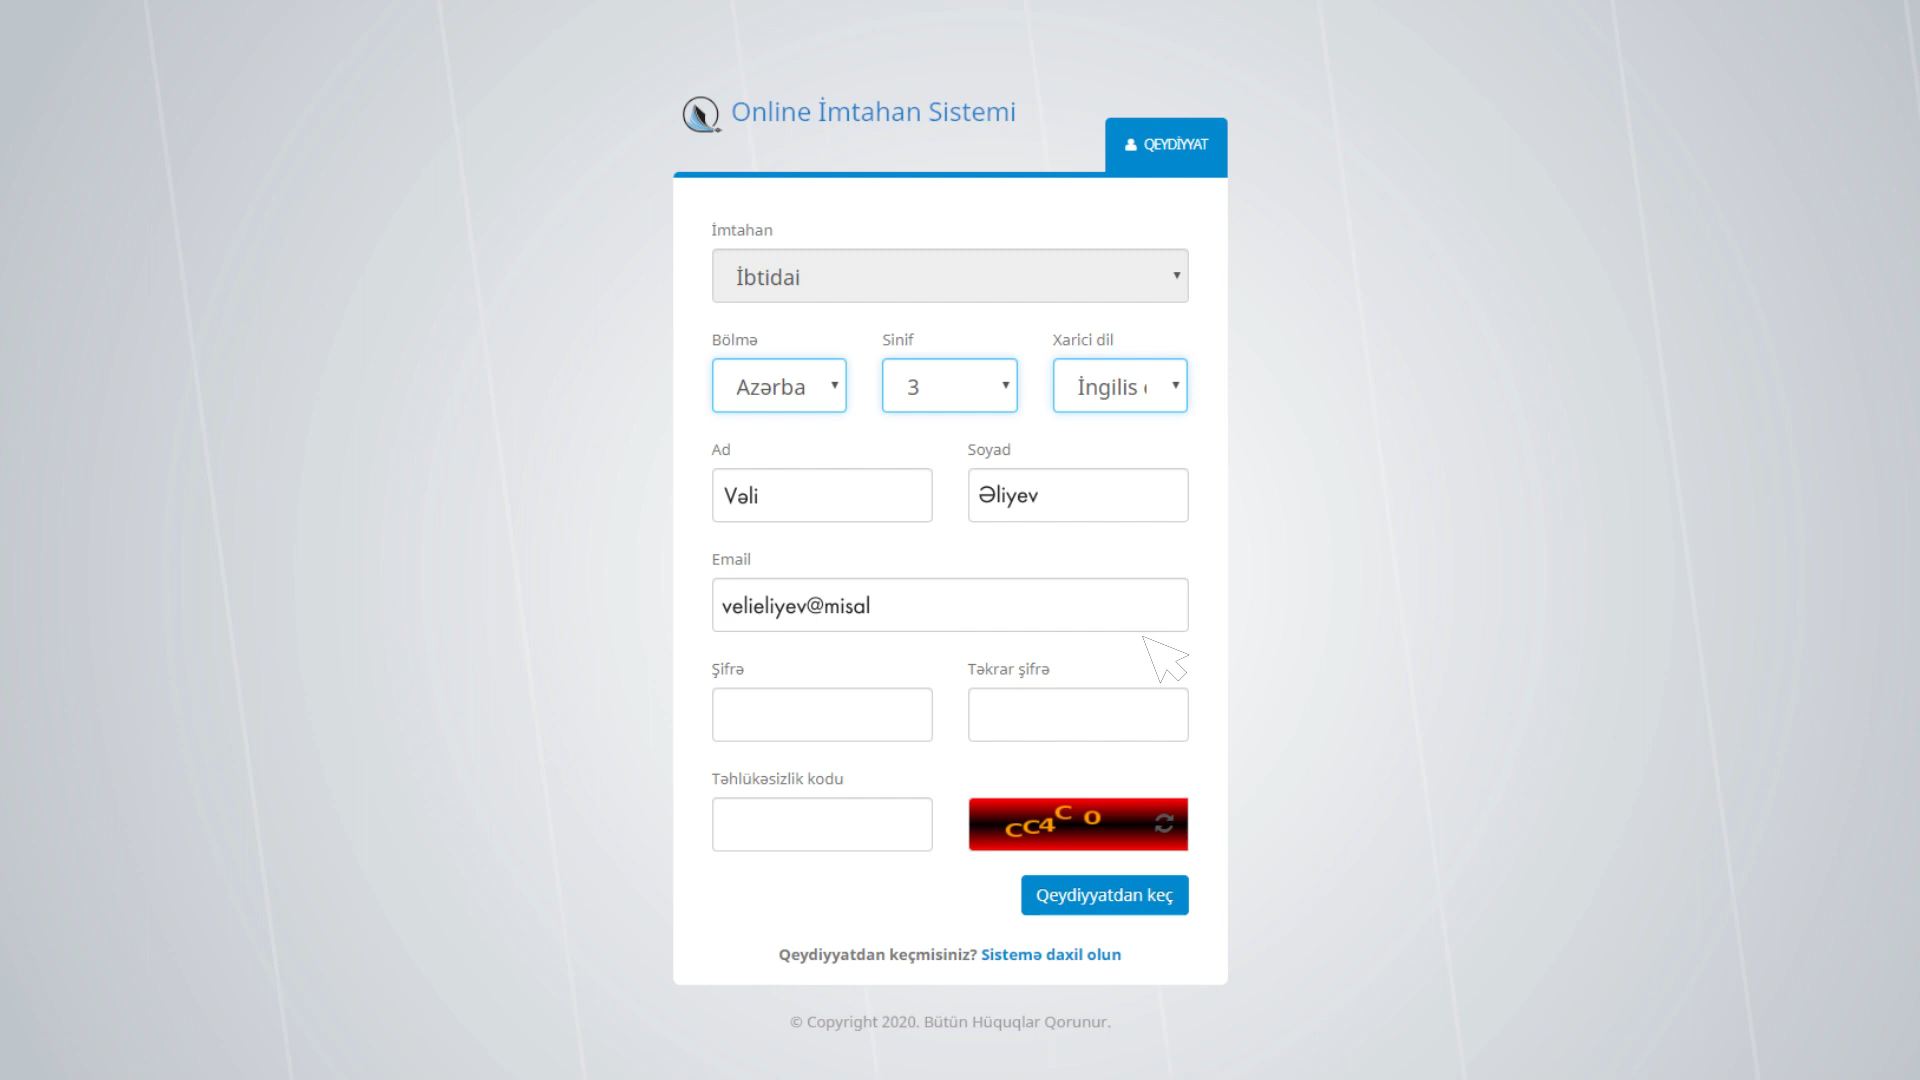 Online İmtahan Sistemi
QEYDİYYAT
İmtahan
İbtidai
Bölmə Sinif Xarici dil
Azərba 3 İngilis
Ad Soyad
Vəli Əliyev
Email
velieliyev@misal
Şifrə Təkrar şifrə
Təhlükəsizlik kodu
CC4C0
Qeydiyyatdan keç
Qeydiyyatdan keçmisiniz? Sistemə daxil olun
© Copyright 2020. Bütün Hüquqlar Qorunur.